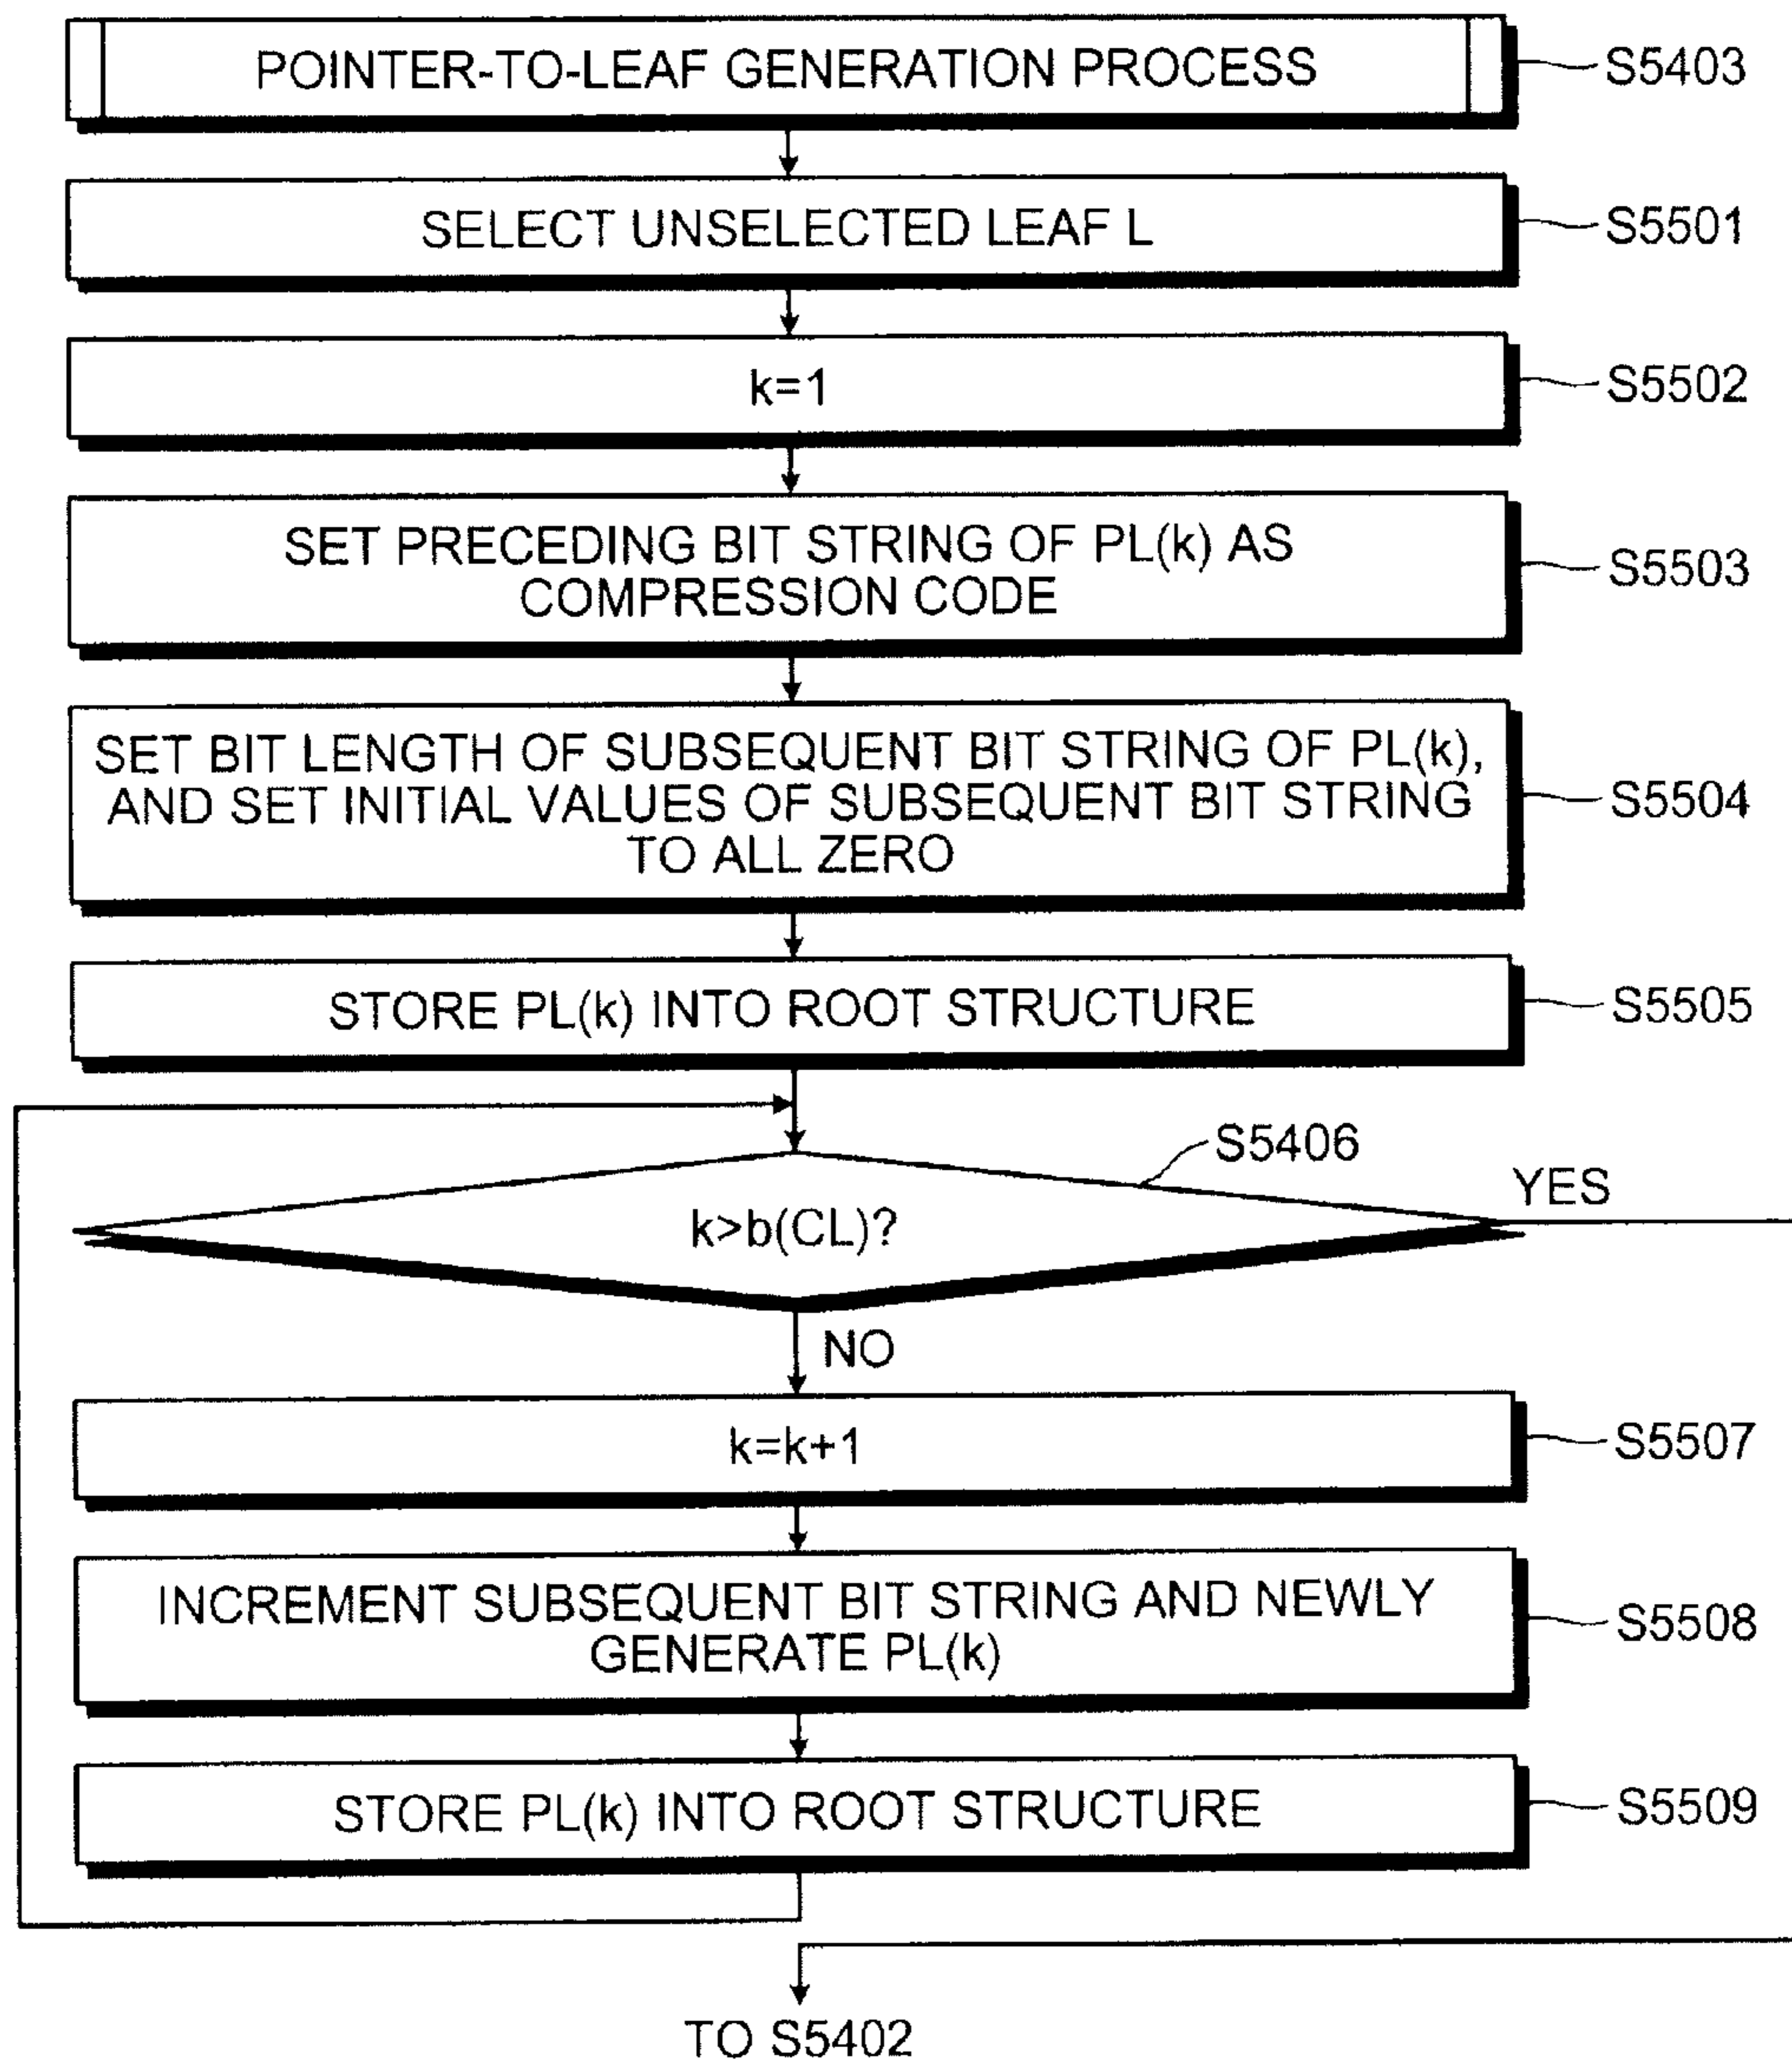 POINTER-TO-LEAF GENERATION PROCESS
S5403
SELECT UNSELECTED LEAF L
S5501
k=1
S5502
SET PRECEDING BIT STRING OF PL(k) AS
COMPRESSION CODE
S5503
SET BIT LENGTH OF SUBSEQUENT BIT STRING OF PL(k),
AND SET INITIAL VALUES OF SUBSEQUENT BIT STRING
TO ALL ZERO
S5504
STORE PL(k) INTO ROOT STRUCTURE
S5505
S5406
YES
k>b(CL)?
NO
k=k+1
S5507
INCREMENT SUBSEQUENT BIT STRING AND NEWLY
GENERATE PL(k)
S5508
STORE PL(k) INTO ROOT STRUCTURE
S5509
TO S5402